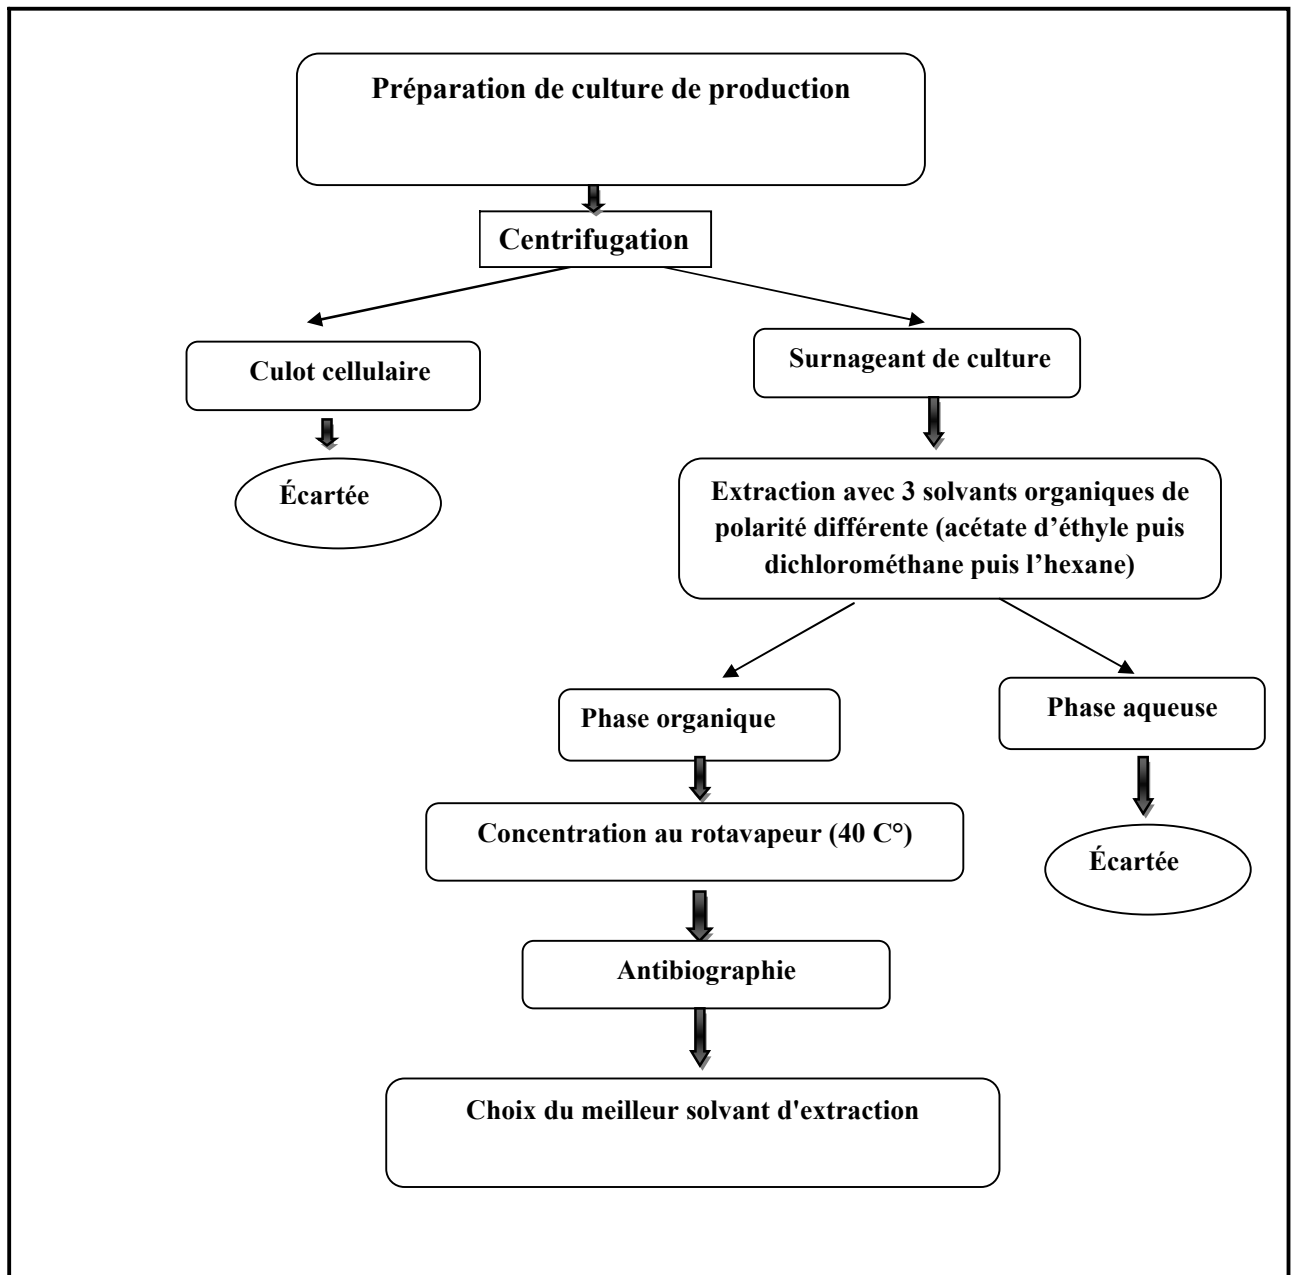 Préparation de culture de production
Centrifugation
Culot cellulaire
Surnageant de culture
Écartée
Extraction avec 3 solvants organiques de
polarité différente (acétate d’éthyle puis
dichlorométhane puis l’hexane)
Phase organique
Phase aqueuse
Concentration au rotavapeur (40 C°)
Écartée
Antibiographie
Choix du meilleur solvant d'extraction